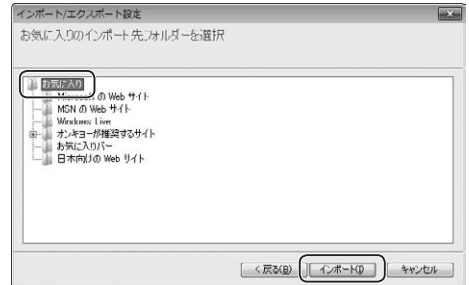 インポート/エクスポート設定
お気に入りのインポート先フォルダーを選択
お気に入り
Microsoft の Web サイト
MSN の Web サイト
Windows Live
オンキヨーが推奨するサイト
お気に入りバー
日本向けの Web サイト
< 戻る(B) インポート(I) キャンセル